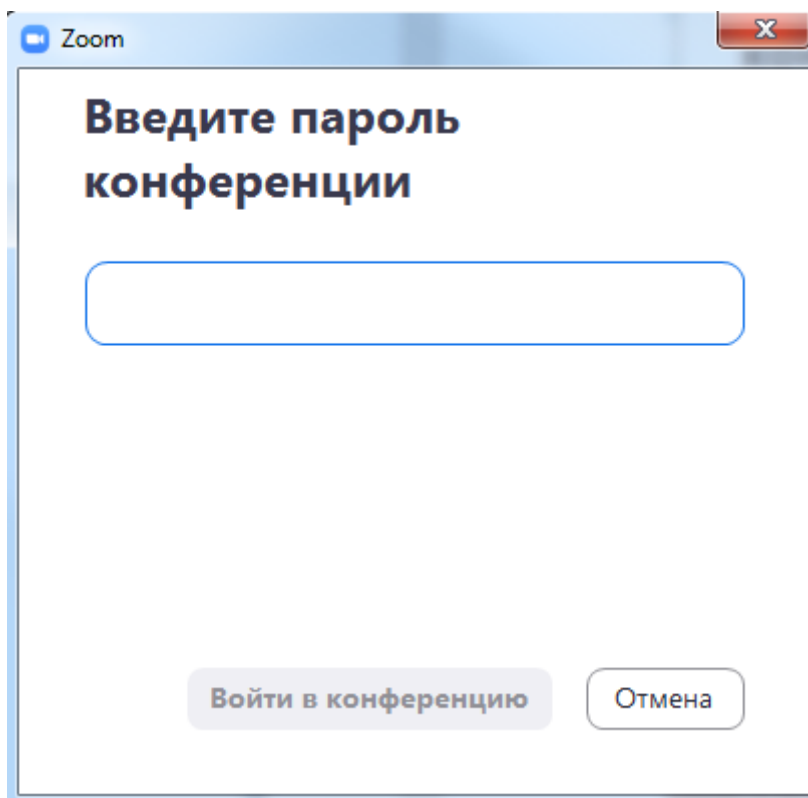 Zoom
Введите пароль
конференции
Войти в конференцию
Отмена